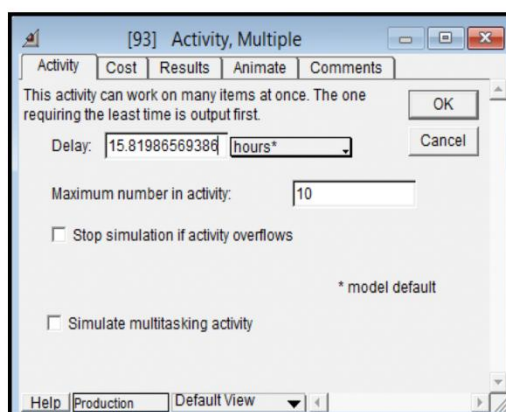 [93] Activity, Multiple
Activity Cost Results Animate Comments
This activity can work on many items at once. The one
requiring the least time is output first.
OK
Delay: 15.81986569386 hours*
Cancel
Maximum number in activity: 10
Stop simulation if activity overflows
* model default
Simulate multitasking activity
Help Production Default View